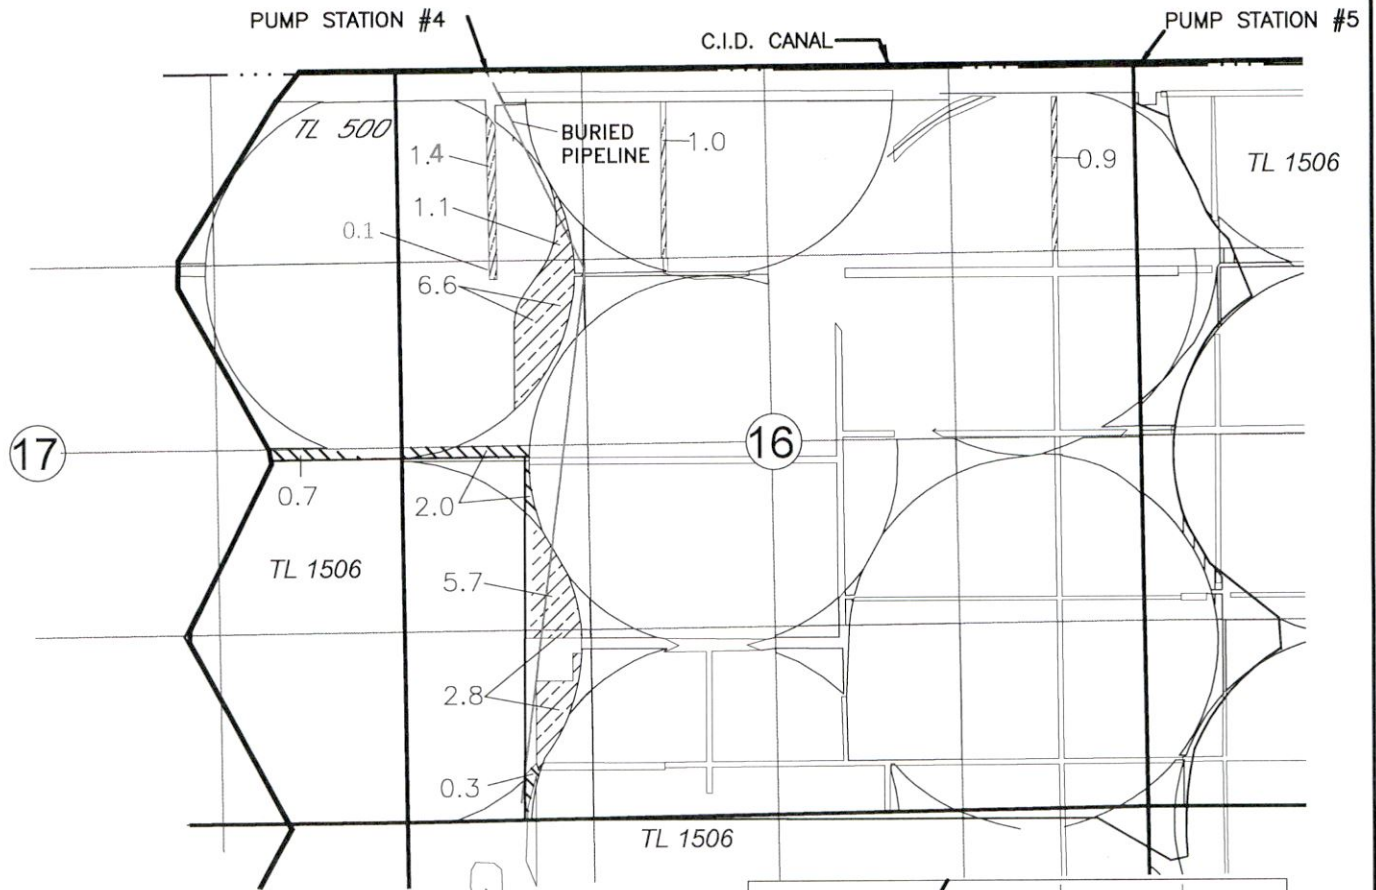 PUMP STATION #4
PUMP STATION #5
C.I.D. CANAL
TL 500
BURIED
PIPELINE
1.4
1.0
0.9
TL 1506
1.1
0.1
6.6
17
16
0.7
2.0
TL 1506
5.7
2.8
0.3
TL 1506